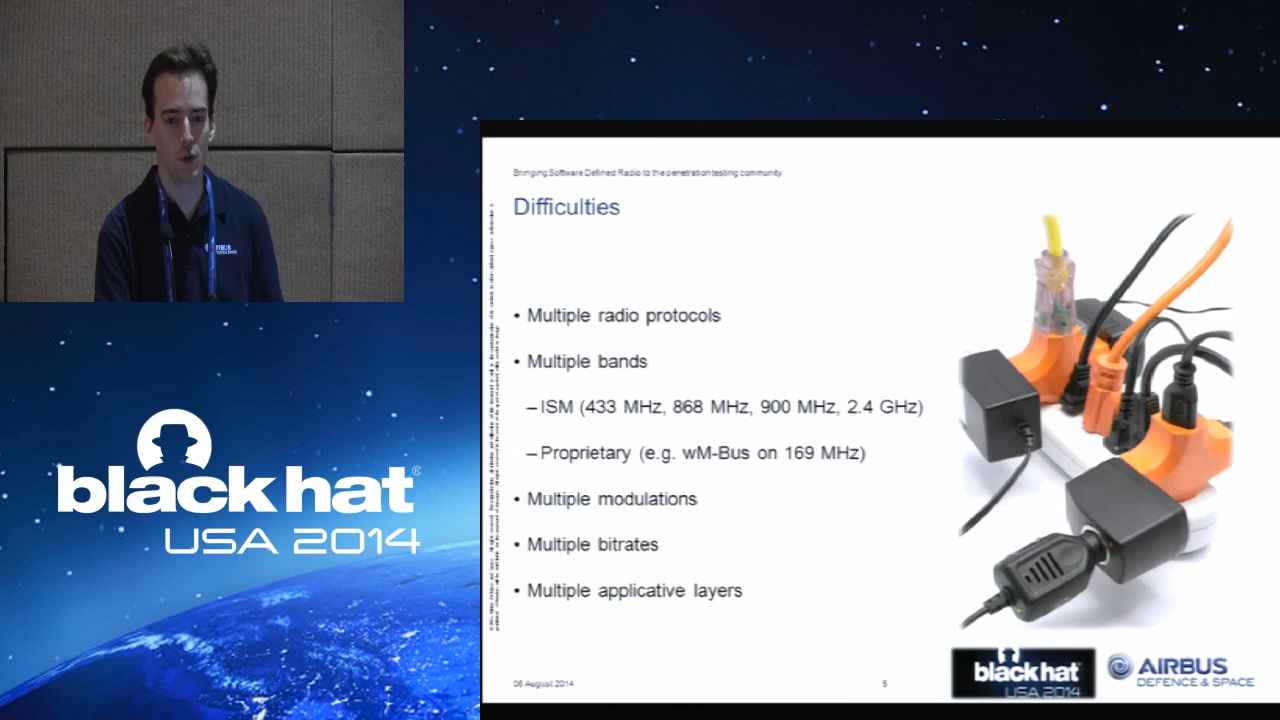 Bringing Software Defined Radio to the penetration testing community
Difficulties
• Multiple radio protocols
• Multiple bands
– ISM (433 MHz, 868 MHz, 900 MHz, 2.4 GHz)
– Proprietary (e.g. wM-Bus on 169 MHz)
• Multiple modulations
• Multiple bitrates
• Multiple applicative layers
06 August 2014
5
black hat
USA 2014
AIRBUS
DEFENCE & SPACE
black hat®
USA 2014